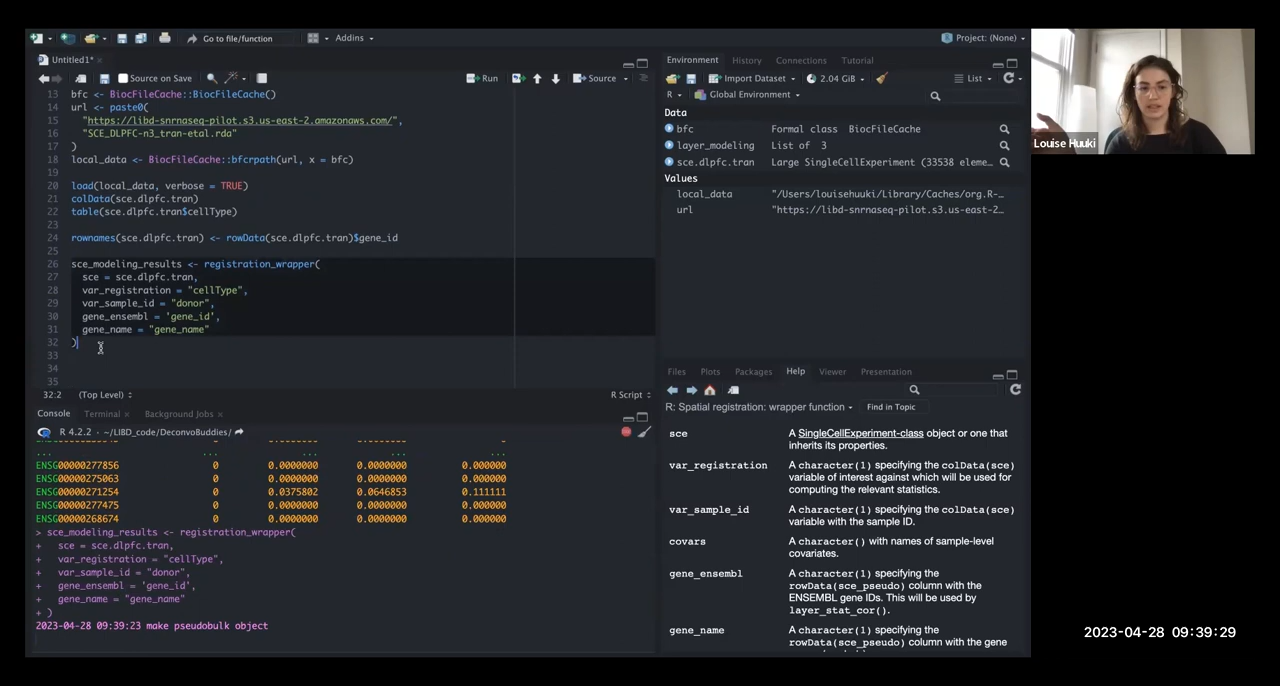 Go to file/function
Addins
Project: (None)
Untitled1*
Source on Save
Run
Source
13 bfc <- BiocFileCache::BiocFileCache()
14 url <- paste0(
15 "https://libd-snrnaseq-pilot.s3.us-east-2.amazonaws.com/",
16 "SCE_DLPFC-n3_tran-etal.rda"
17 )
18 local_data <- BiocFileCache::bfcrpath(url, x = bfc)
19
20 load(local_data, verbose = TRUE)
21 colData(sce.dlpfc.tran)
22 table(sce.dlpfc.tran$cellType)
23
24 rownames(sce.dlpfc.tran) <- rowData(sce.dlpfc.tran)$gene_id
25
26 sce_modeling_results <- registration_wrapper(
27 sce = sce.dlpfc.tran,
28 var_registration = "cellType",
29 var_sample_id = "donor",
30 gene_ensembl = 'gene_id',
31 gene_name = "gene_name"
32 )
33
34
35
32:2 (Top Level) R Script
Console Terminal Background Jobs
R 4.2.2 · ~/LIBD_code/DeconvoBuddies/
... ... ... ... ...
ENSG00000277856 0 0.0000000 0.0000000 0.000000
ENSG00000275063 0 0.0000000 0.0000000 0.000000
ENSG00000271254 0 0.0375802 0.0646853 0.111111
ENSG00000277475 0 0.0000000 0.0000000 0.000000
ENSG00000268674 0 0.0000000 0.0000000 0.000000
> sce_modeling_results <- registration_wrapper(
+ sce = sce.dlpfc.tran,
+ var_registration = "cellType",
+ var_sample_id = "donor",
+ gene_ensembl = 'gene_id',
+ gene_name = "gene_name"
+ )
2023-04-28 09:39:23 make pseudobulk object
Environment History Connections Tutorial
Import Dataset 2.04 GiB List
R Global Environment
Data
bfc Formal class BiocFileCache
layer_modeling List of 3
sce.dlpfc.tran Large SingleCellExperiment (33538 eleme…
Values
local_data "/Users/louisehuuki/Library/Caches/org.R-…
url "https://libd-snrnaseq-pilot.s3.us-east-2…
Files Plots Packages Help Viewer Presentation
R: Spatial registration: wrapper function Find in Topic
sce A SingleCellExperiment-class object or one that
inherits its properties.
var_registration A character(1) specifying the colData(sce)
variable of interest against which will be used for
computing the relevant statistics.
var_sample_id A character(1) specifying the colData(sce)
variable with the sample ID.
covars A character() with names of sample-level
covariates.
gene_ensembl A character(1) specifying the
rowData(sce_pseudo) column with the
ENSEMBL gene IDs. This will be used by
layer_stat_cor().
gene_name A character(1) specifying the
rowData(sce_pseudo) column with the gene
Louise Huuki
2023-04-28 09:39:29